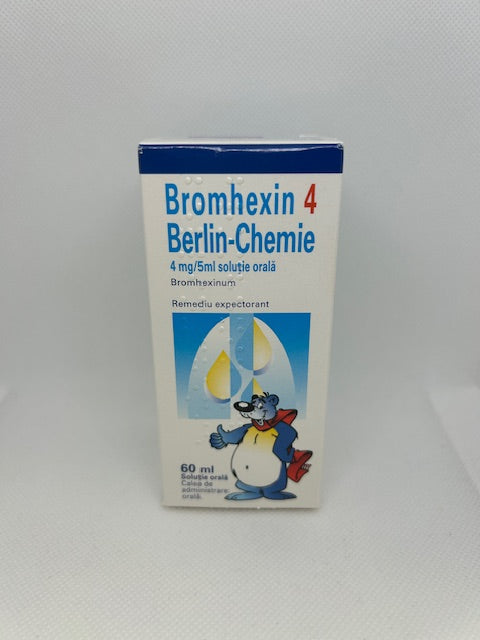 Bromhexin 4
Berlin-Chemie
4 mg/5ml soluție orală
Bromhexinum
Remediu expectorant
60 ml
Soluție orală
Calea de
administrare:
orală.